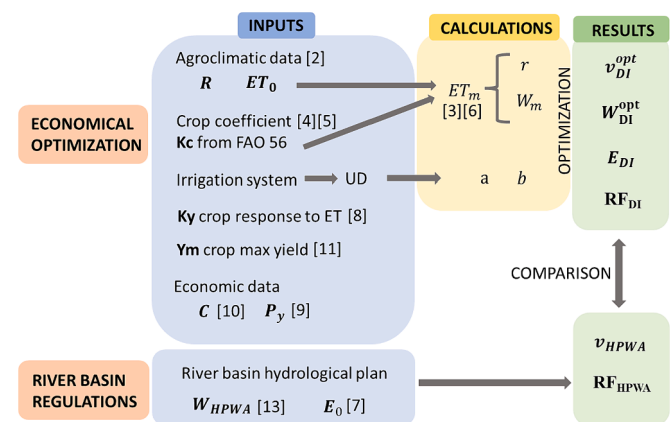 INPUTS
CALCULATIONS
RESULTS
ECONOMICAL
OPTIMIZATION
Agroclimatic data [2]
R ET₀
Crop coefficient [4][5]
Kc from FAO 56
Irrigation system UD
Ky crop response to ET [8]
Ym crop max yield [11]
Economic data
C [10] P_y [9]
ET_m
[3][6]
r
W_m
a b
OPTIMIZATION
v_DI^opt
W_DI^opt
E_DI
RF_DI
COMPARISON
RIVER BASIN
REGULATIONS
River basin hydrological plan
W_HPWA [13] E₀ [7]
v_HPWA
RF_HPWA